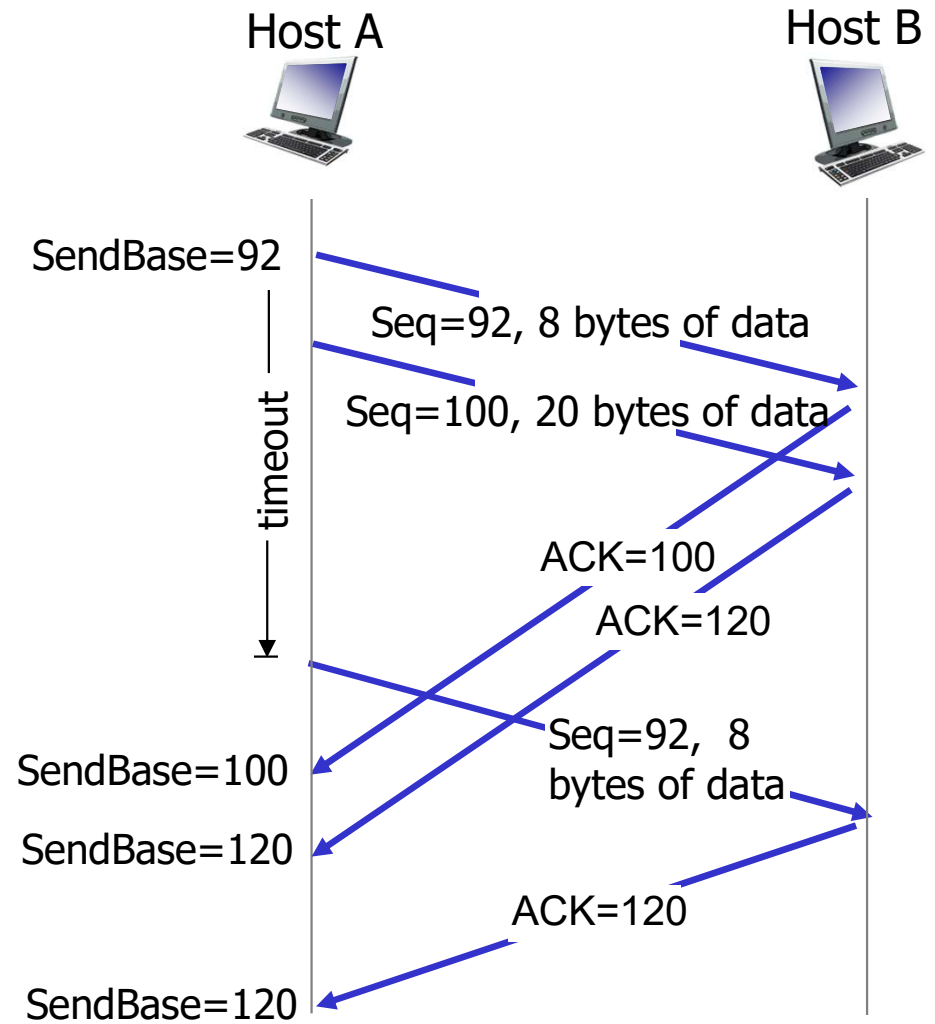 Host A
Host B
SendBase=92
Seq=92, 8 bytes of data
Seq=100, 20 bytes of data
timeout
ACK=100
ACK=120
Seq=92,  8
bytes of data
SendBase=100
SendBase=120
ACK=120
SendBase=120